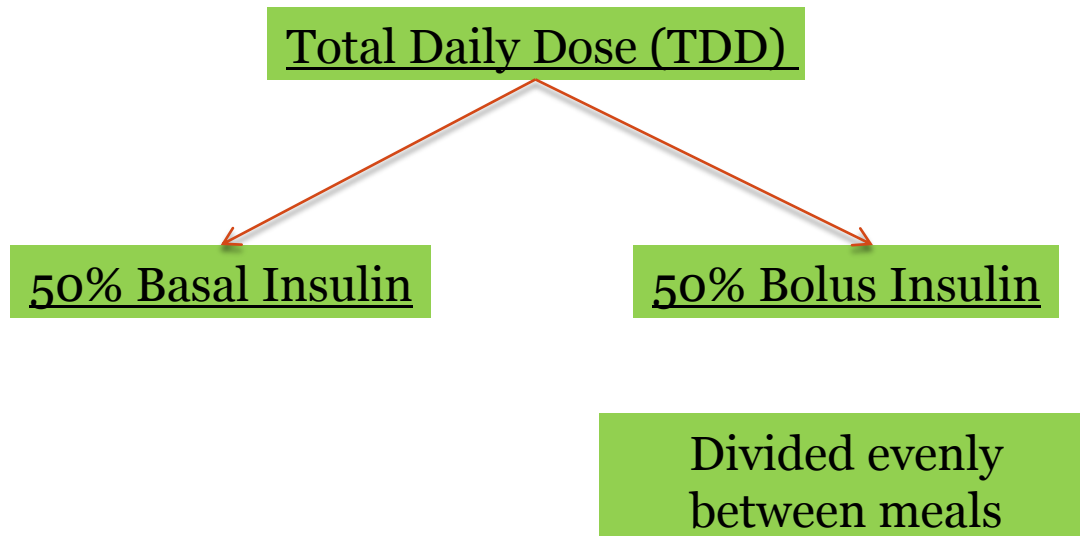 Total Daily Dose (TDD)
50% Basal Insulin
50% Bolus Insulin
Divided evenly
between meals